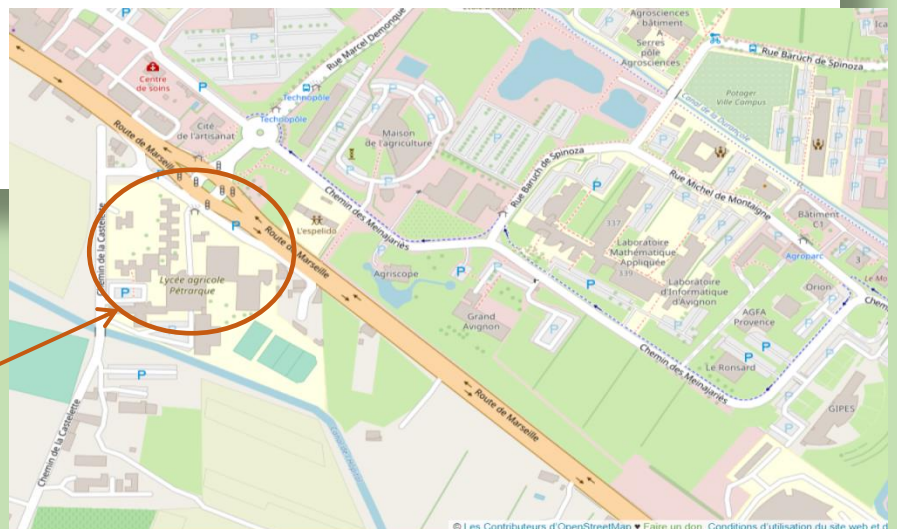 Agrosciences
- bâtiment
A
Serres
pôle
Agrosciences
Rue Baruch de Spinoza
Rue Marcel Demonque
Centre
de soins
Technopôle
Technopôle
Cité
de l'artisanat
Maison
de l'agriculture
Potager
Ville Campus
Route de Marseille
Rue Baruch de Spinoza
Rue Michel de Montaigne
Chemin des Meinajariès
L'espelido
Route de Marseille
Chemin de la Castelette
Lycée agricole
Pétrarque
Agriscope
Grand
Avignon
Laboratoire
Mathématique
Appliquée
Laboratoire
d'Informatique
d'Avignon
Bâtiment
C1
Agroparc
3
Orion
AGFA
Provence
Le Ronsard
GIPES
Chemin des Meinajariès
Route de Marseille
Chemin de la Castelette
© Les Contributeurs d'OpenStreetMap ♥ Faire un don. Conditions d'utilisation du site web et d